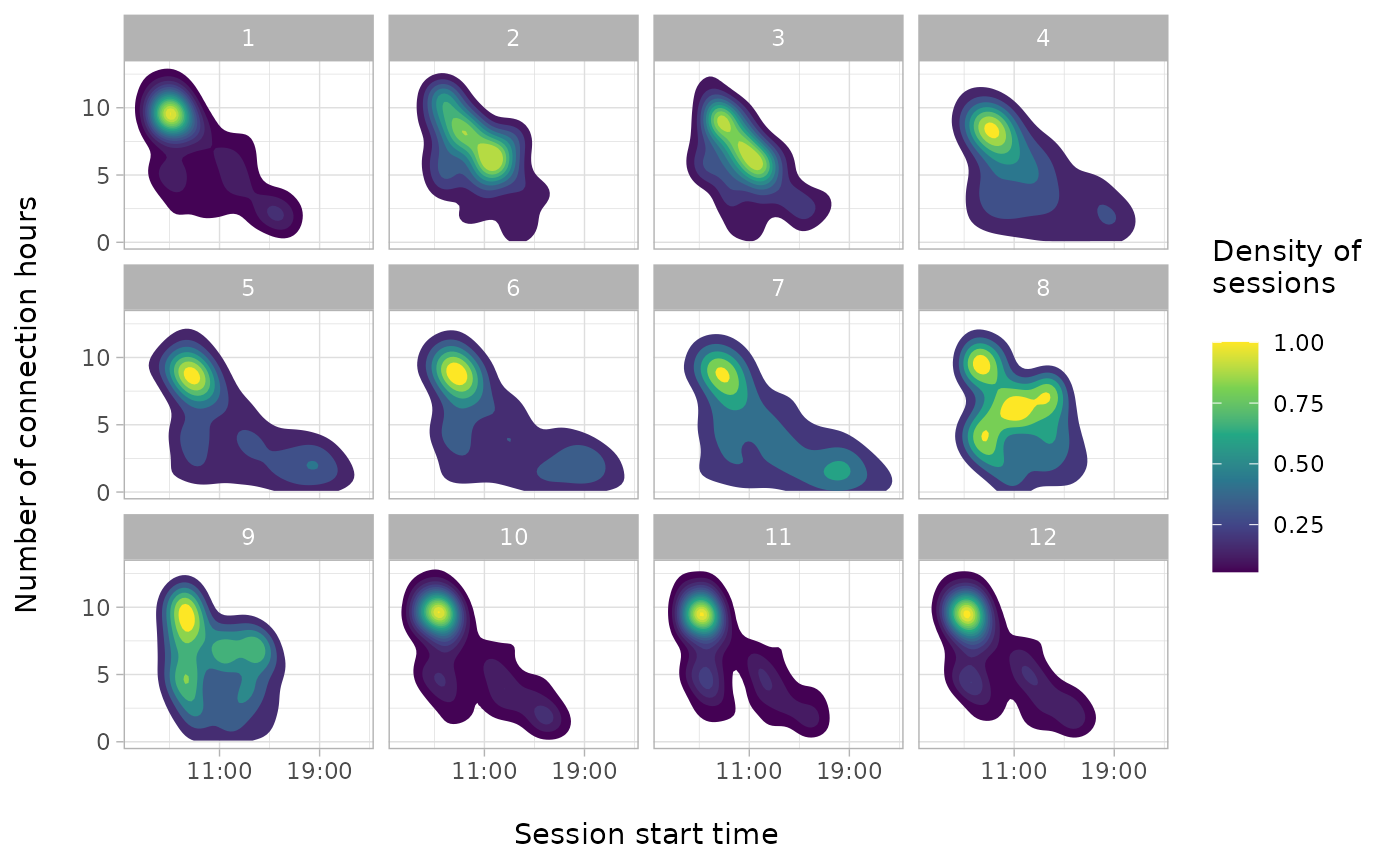 1 2 3 4
10
5
0
5 6 7 8
10
5
0
9 10 11 12
10
5
0
11:00 19:00 11:00 19:00 11:00 19:00 11:00 19:00
Session start time
Number of connection hours
Density of
sessions
1.00
0.75
0.50
0.25